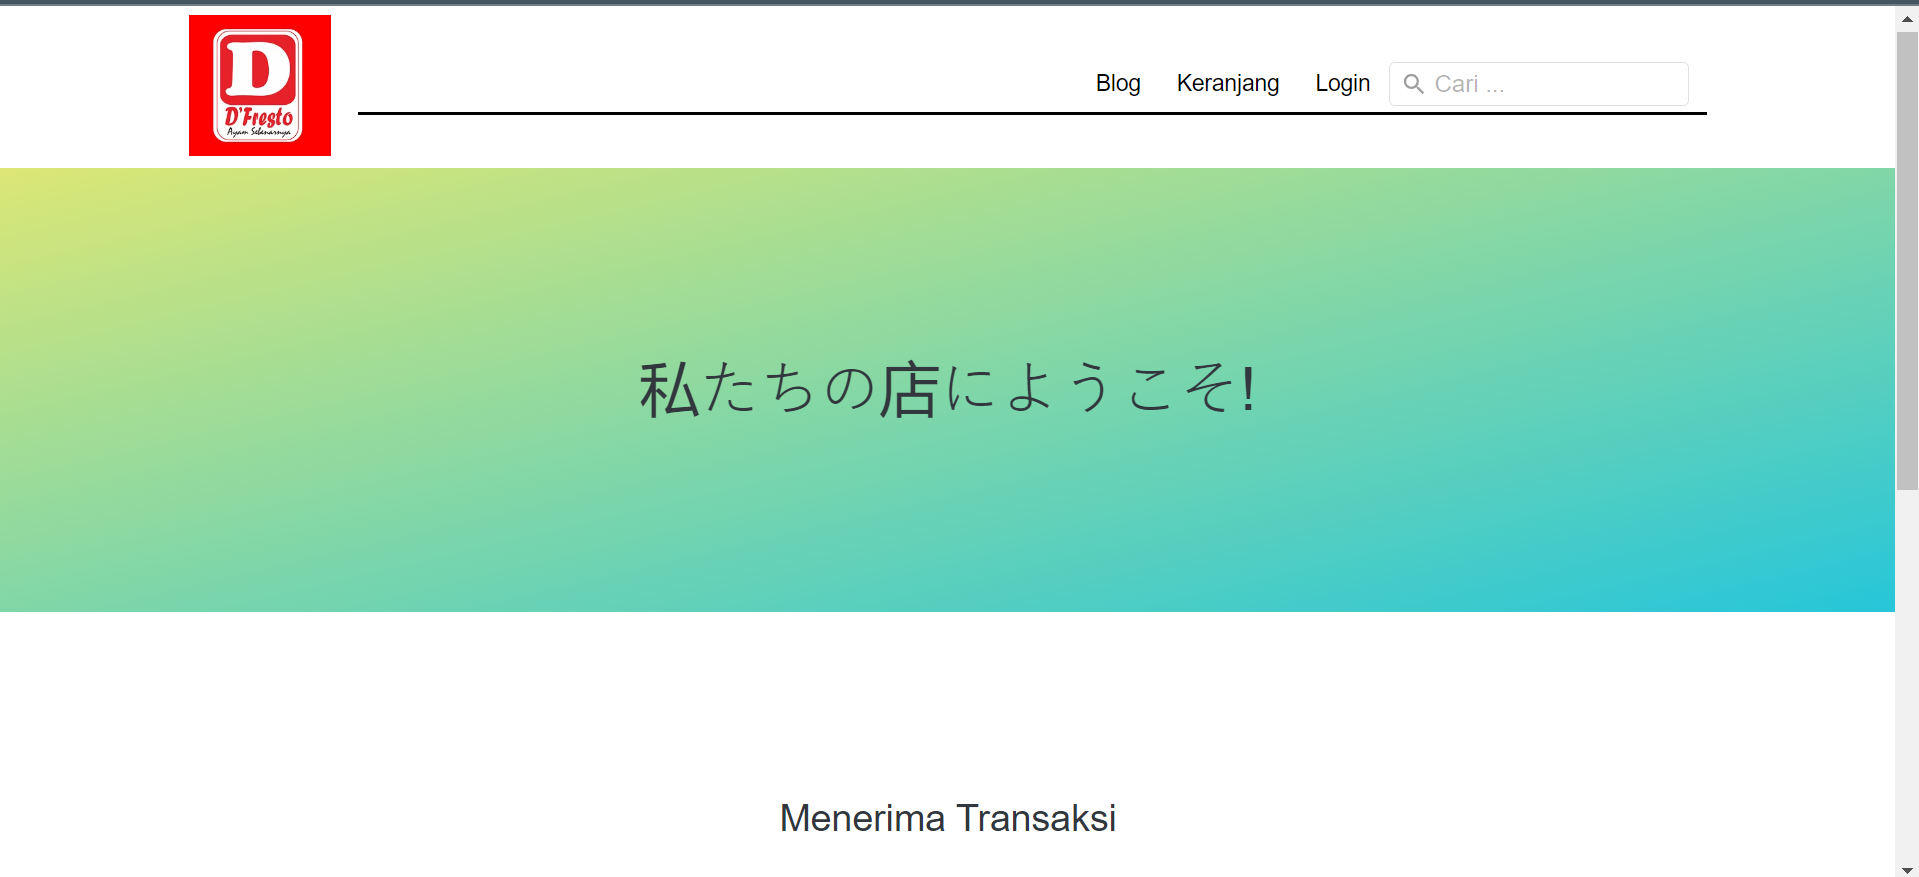 D
D'Fresto
Ayam Sebenarnya
Blog Keranjang Login Cari ...
私たちの店にようこそ!
Menerima Transaksi